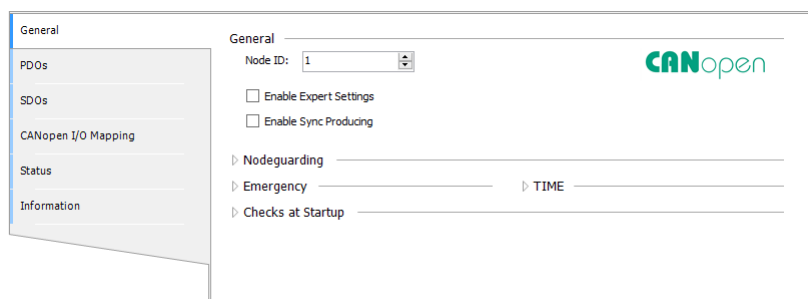 General
PDOs
SDOs
CANopen I/O Mapping
Status
Information
General
Node ID: 1
CANopen
Enable Expert Settings
Enable Sync Producing
Nodeguarding
Emergency
TIME
Checks at Startup